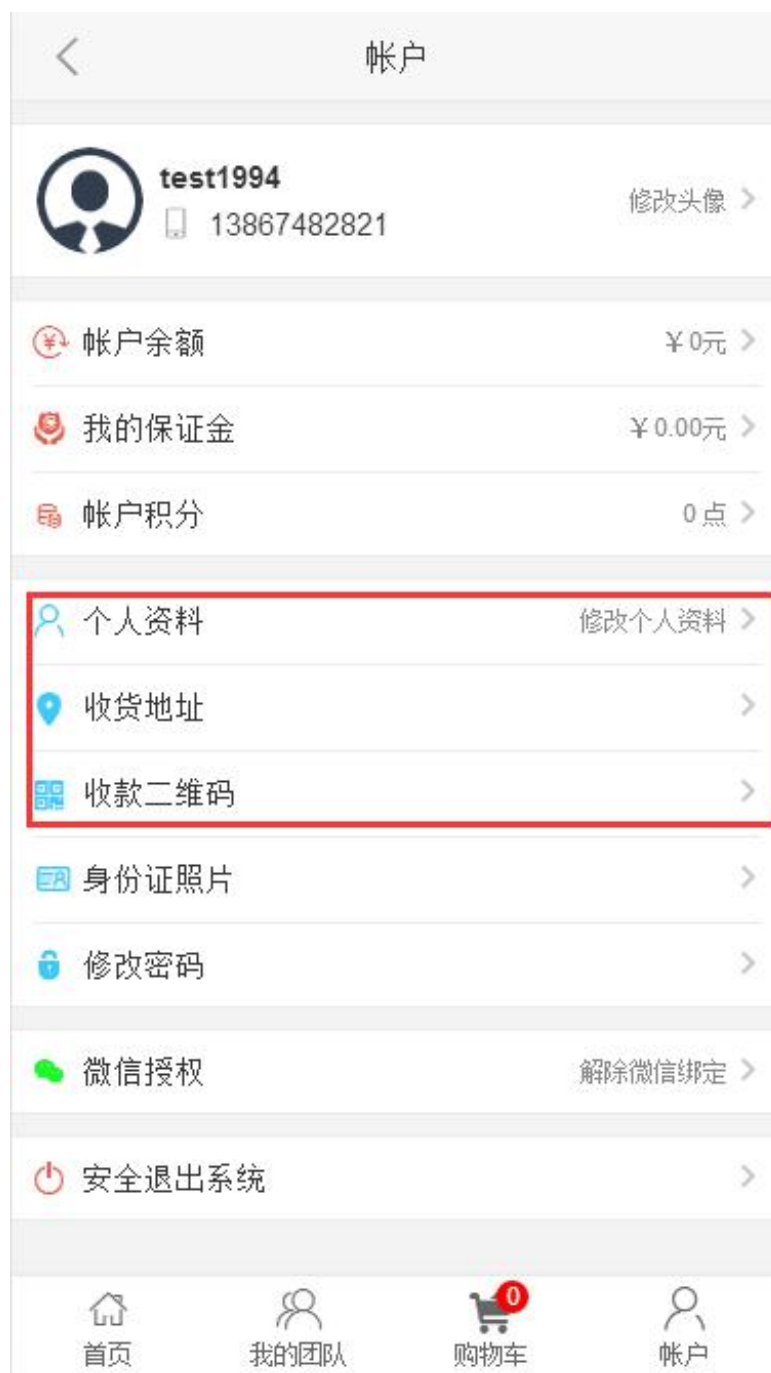 帐户
test1994
13867482821
修改头像
帐户余额 ¥0元
我的保证金 ¥0.00元
帐户积分 0点
个人资料 修改个人资料
收货地址
收款二维码
身份证照片
修改密码
微信授权 解除微信绑定
安全退出系统
0
首页 我的团队 购物车 帐户